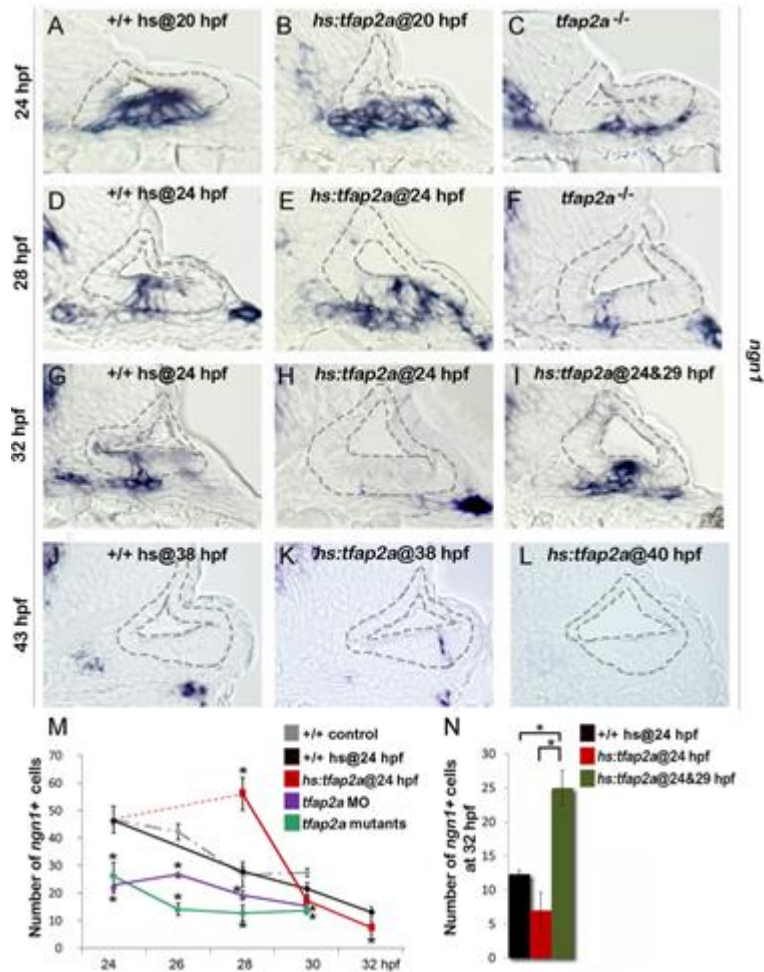 A +/+ hs@20 hpf
B hs:tfap2a@20 hpf
C tfap2a -/-
24 hpf
D +/+ hs@24 hpf
E hs:tfap2a@24 hpf
F tfap2a-/-
28 hpf
ngn1
G +/+ hs@24 hpf
H hs:tfap2a@24 hpf
I hs:tfap2a@24&29 hpf
32 hpf
J +/+ hs@38 hpf
K hs:tfap2a@38 hpf
L hs:tfap2a@40 hpf
43 hpf
M
+/+ control
+/+ hs@24 hpf
hs:tfap2a@24 hpf
tfap2a MO
tfap2a mutants
Number of ngn1+ cells
70
60
50
40
30
20
10
0
24 26 28 30 32 hpf
* * * * * * * * * *
N
+/+ hs@24 hpf
hs:tfap2a@24 hpf
hs:tfap2a@24&29 hpf
Number of ngn1+ cells
at 32 hpf
30
25
20
15
10
5
0
*
*